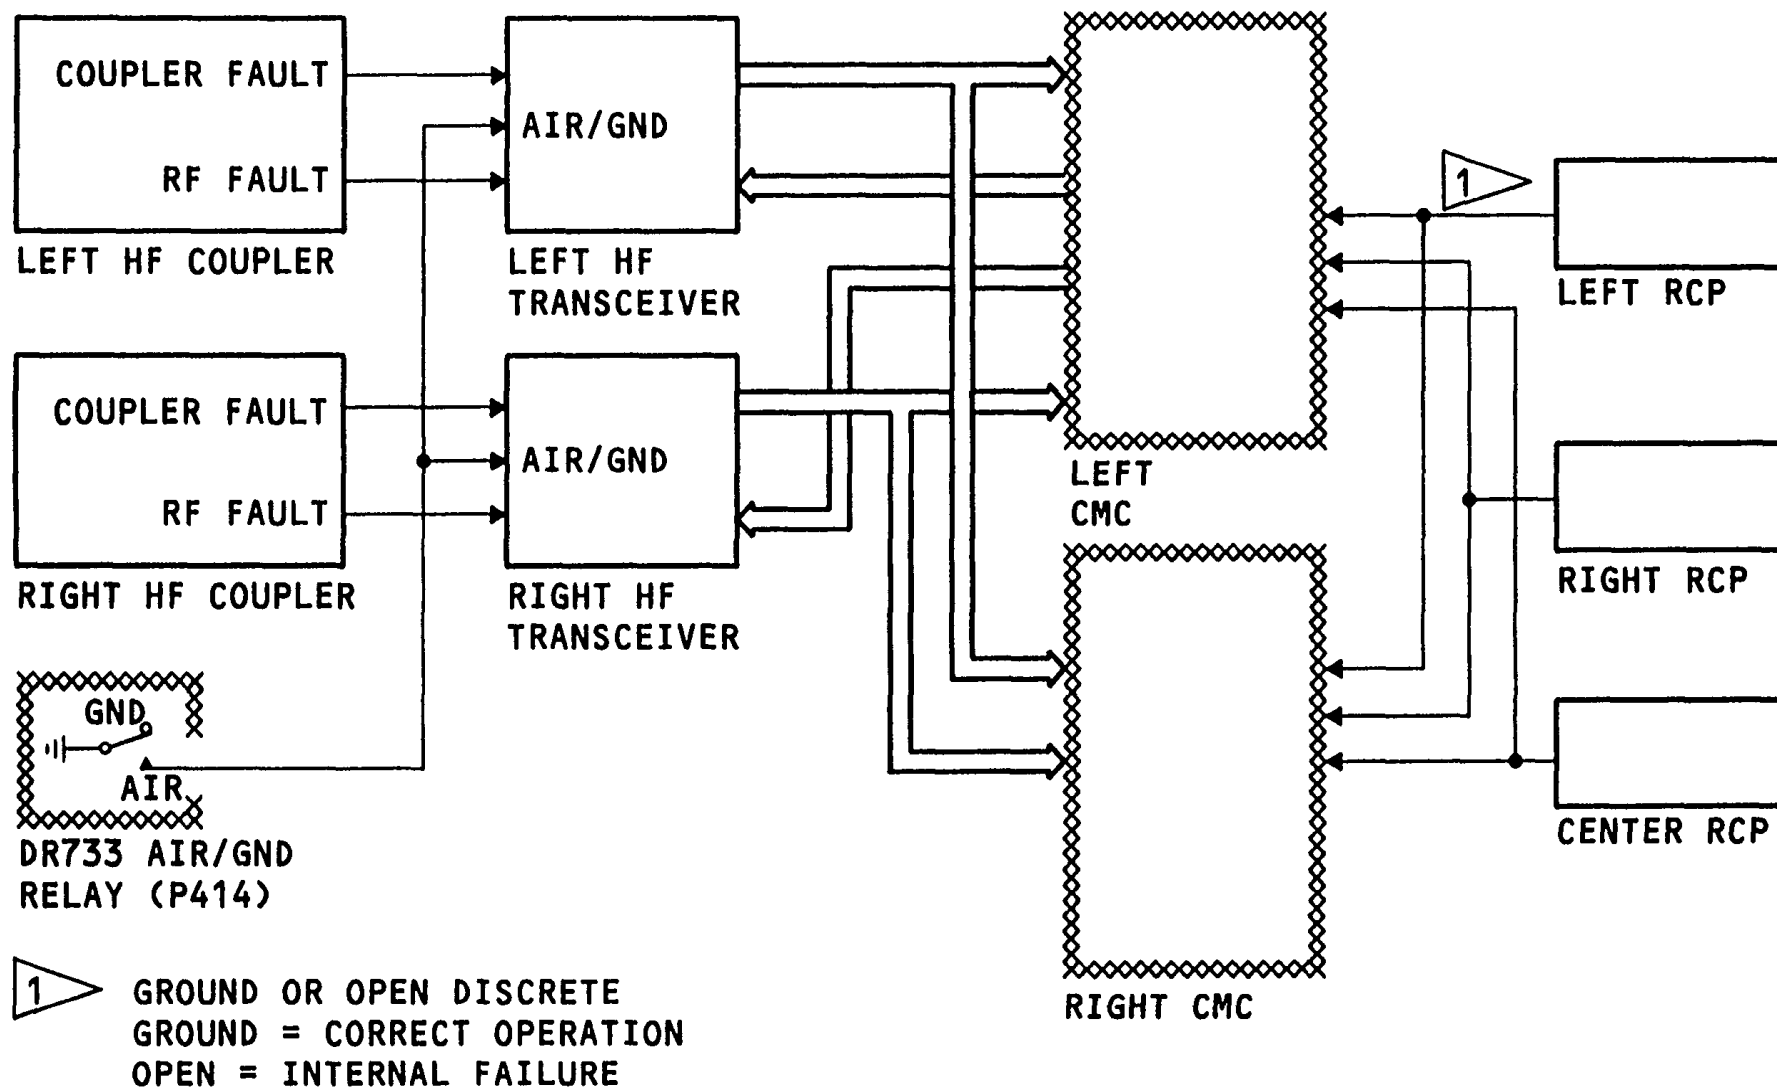 COUPLER FAULT
AIR/GND
RF FAULT
LEFT HF COUPLER
LEFT HF
TRANSCEIVER
1
LEFT RCP
COUPLER FAULT
AIR/GND
RF FAULT
RIGHT HF COUPLER
RIGHT HF
TRANSCEIVER
LEFT
CMC
RIGHT RCP
GND
AIR
DR733 AIR/GND
RELAY (P414)
CENTER RCP
RIGHT CMC
1
GROUND OR OPEN DISCRETE
GROUND = CORRECT OPERATION
OPEN = INTERNAL FAILURE